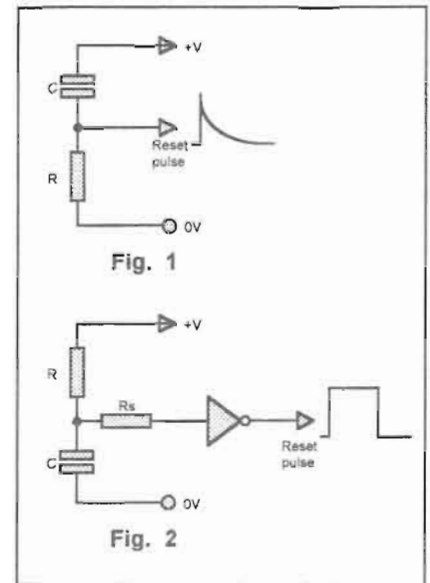 +V
C
Reset
pulse
R
0V
Fig. 1
+V
R
Rs
Reset
pulse
C
0V
Fig. 2